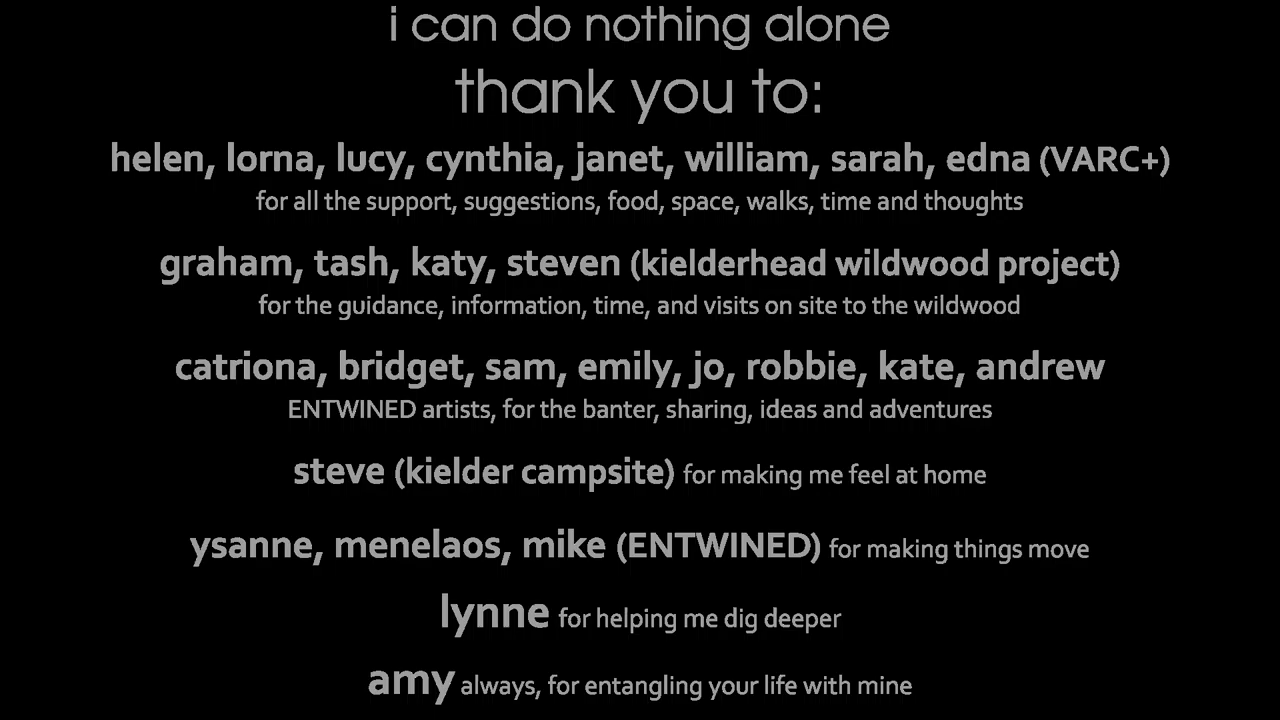 i can do nothing alone
thank you to:
helen, lorna, lucy, cynthia, janet, william, sarah, edna (VARC+)
for all the support, suggestions, food, space, walks, time and thoughts
graham, tash, katy, steven (kielderhead wildwood project)
for the guidance, information, time, and visits on site to the wildwood
catriona, bridget, sam, emily, jo, robbie, kate, andrew
ENTWINED artists, for the banter, sharing, ideas and adventures
steve (kielder campsite) for making me feel at home
ysanne, menelaos, mike (ENTWINED) for making things move
lynne for helping me dig deeper
amy always, for entangling your life with mine